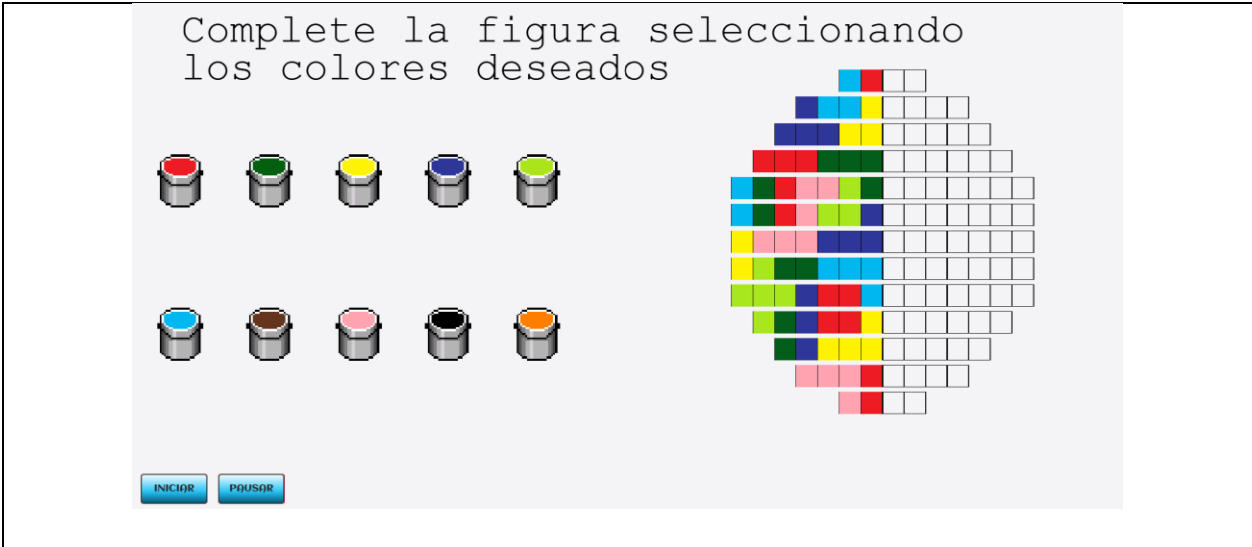 Complete la figura seleccionando
los colores deseados
INICIAR
PAUSAR